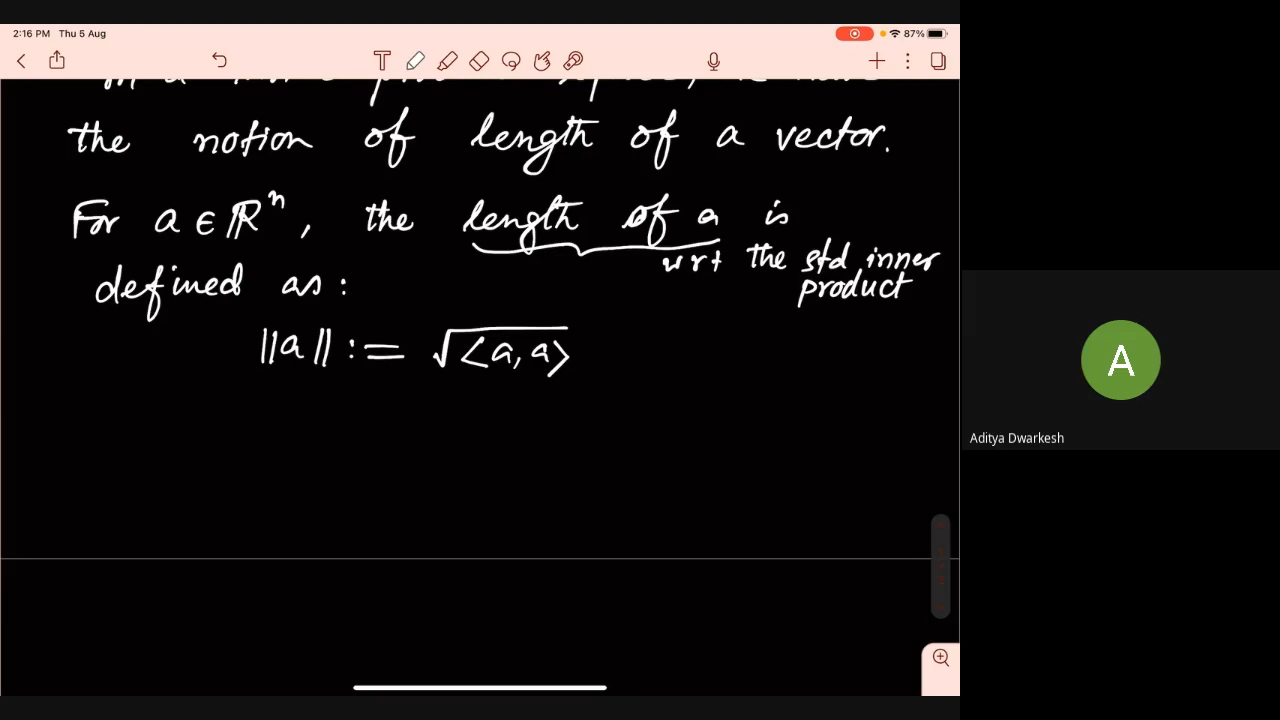 2:16 PM Thu 5 Aug
87%
T
the notion of length of a vector.
For a ∈ ℝⁿ, the length of a is
wrt the std inner
product
defined as:
||a|| := √⟨a, a⟩
A
Aditya Dwarkesh